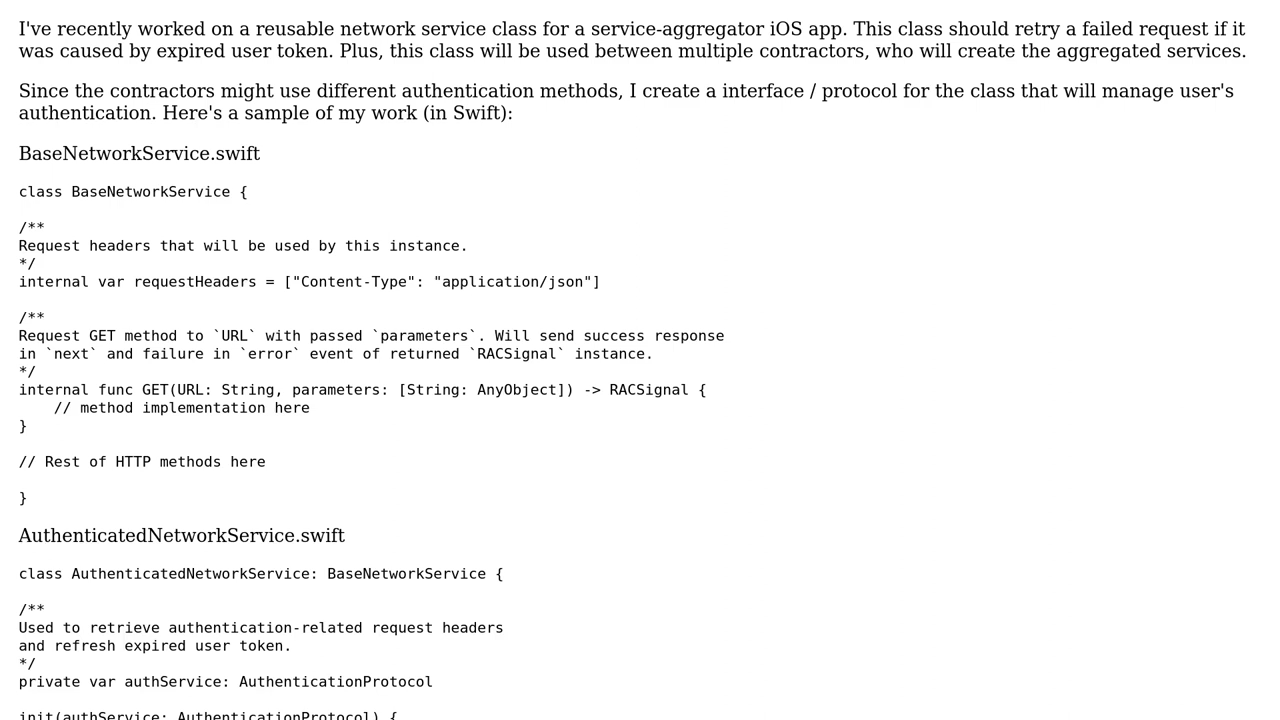 I've recently worked on a reusable network service class for a service-aggregator iOS app. This class should retry a failed request if it
was caused by expired user token. Plus, this class will be used between multiple contractors, who will create the aggregated services.
Since the contractors might use different authentication methods, I create a interface / protocol for the class that will manage user's
authentication. Here's a sample of my work (in Swift):
BaseNetworkService.swift
class BaseNetworkService {
/**
Request headers that will be used by this instance.
*/
internal var requestHeaders = ["Content-Type": "application/json"]
/**
Request GET method to `URL` with passed `parameters`. Will send success response
in `next` and failure in `error` event of returned `RACSignal` instance.
*/
internal func GET(URL: String, parameters: [String: AnyObject]) -> RACSignal {
    // method implementation here
}
// Rest of HTTP methods here
}
AuthenticatedNetworkService.swift
class AuthenticatedNetworkService: BaseNetworkService {
/**
Used to retrieve authentication-related request headers
and refresh expired user token.
*/
private var authService: AuthenticationProtocol
init(authService: AuthenticationProtocol) {